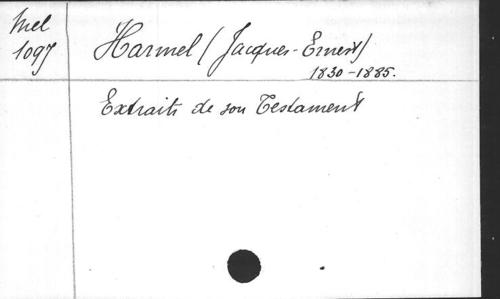 Mel
1097
Harmel (Jacques-Ernest)
1830-1885.
Extraits de son Testament